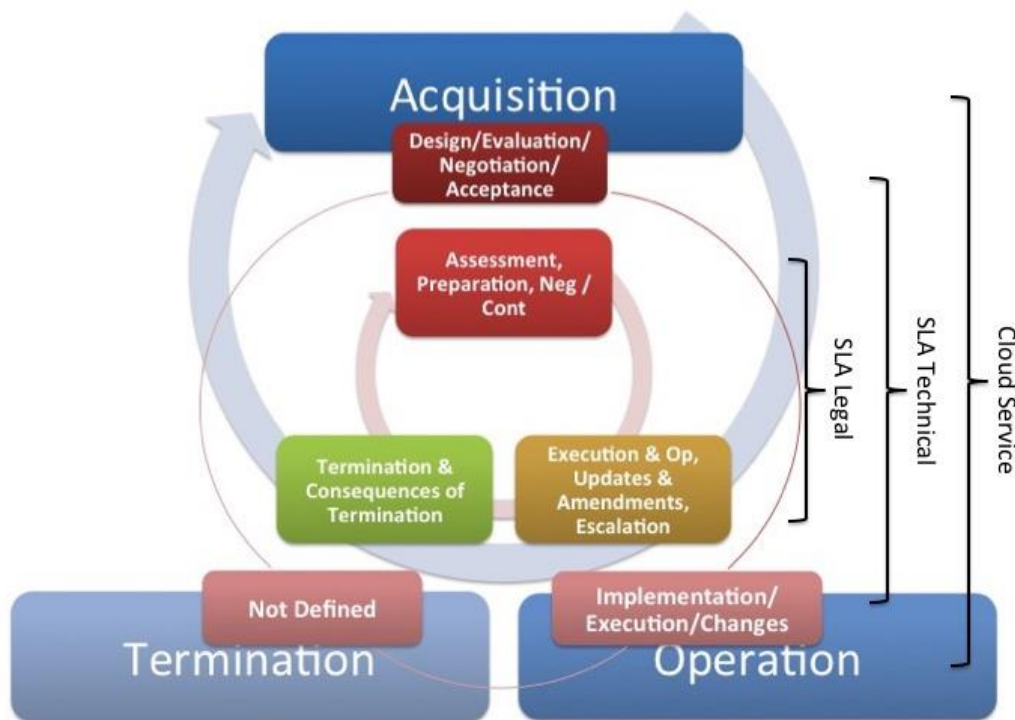 Acquisition
Design/Evaluation/
Negotiation/
Acceptance
Assessment,
Preparation, Neg /
Cont
Termination &
Consequences of
Termination
Execution & Op,
Updates &
Amendments,
Escalation
Not Defined
Implementation/
Execution/Changes
Termination
Operation
SLA Legal
SLA Technical
Cloud Service